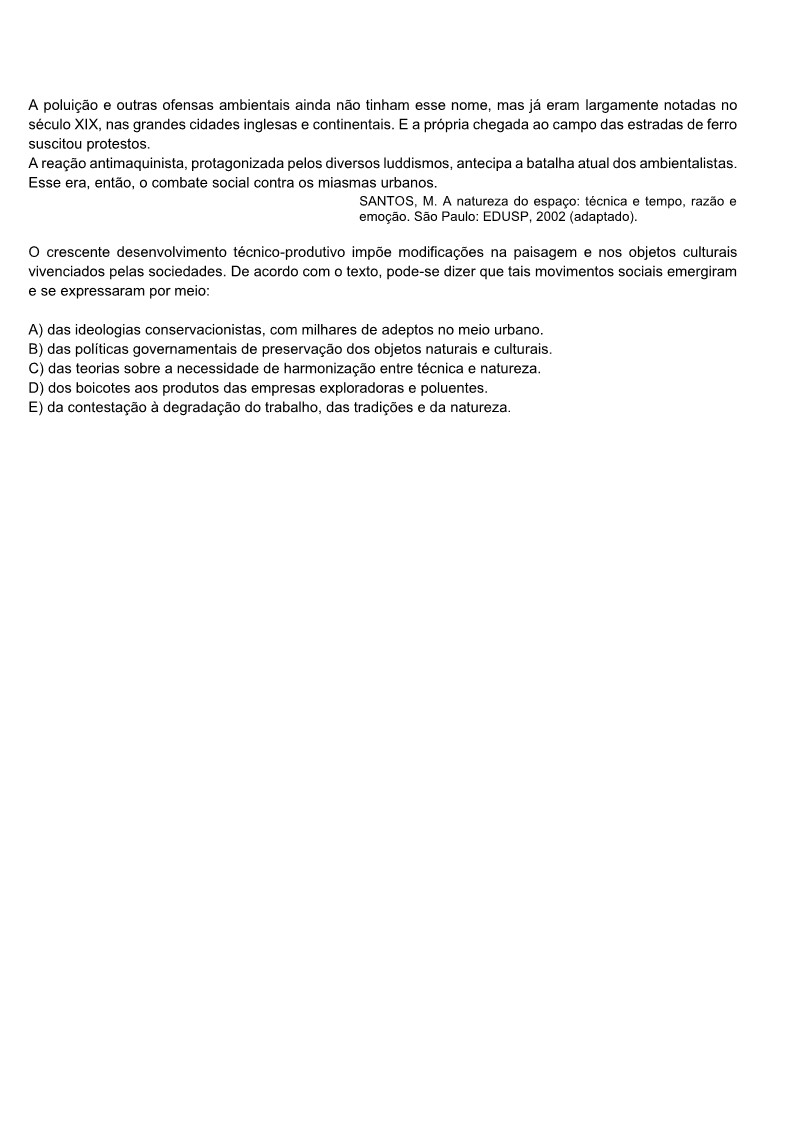 A poluição e outras ofensas ambientais ainda não tinham esse nome, mas já eram largamente notadas no
século XIX, nas grandes cidades inglesas e continentais. E a própria chegada ao campo das estradas de ferro
suscitou protestos.
A reação antimaquinista, protagonizada pelos diversos luddismos, antecipa a batalha atual dos ambientalistas.
Esse era, então, o combate social contra os miasmas urbanos.
SANTOS, M. A natureza do espaço: técnica e tempo, razão e
emoção. São Paulo: EDUSP, 2002 (adaptado).
O crescente desenvolvimento técnico-produtivo impõe modificações na paisagem e nos objetos culturais
vivenciados pelas sociedades. De acordo com o texto, pode-se dizer que tais movimentos sociais emergiram
e se expressaram por meio:
A) das ideologias conservacionistas, com milhares de adeptos no meio urbano.
B) das políticas governamentais de preservação dos objetos naturais e culturais.
C) das teorias sobre a necessidade de harmonização entre técnica e natureza.
D) dos boicotes aos produtos das empresas exploradoras e poluentes.
E) da contestação à degradação do trabalho, das tradições e da natureza.